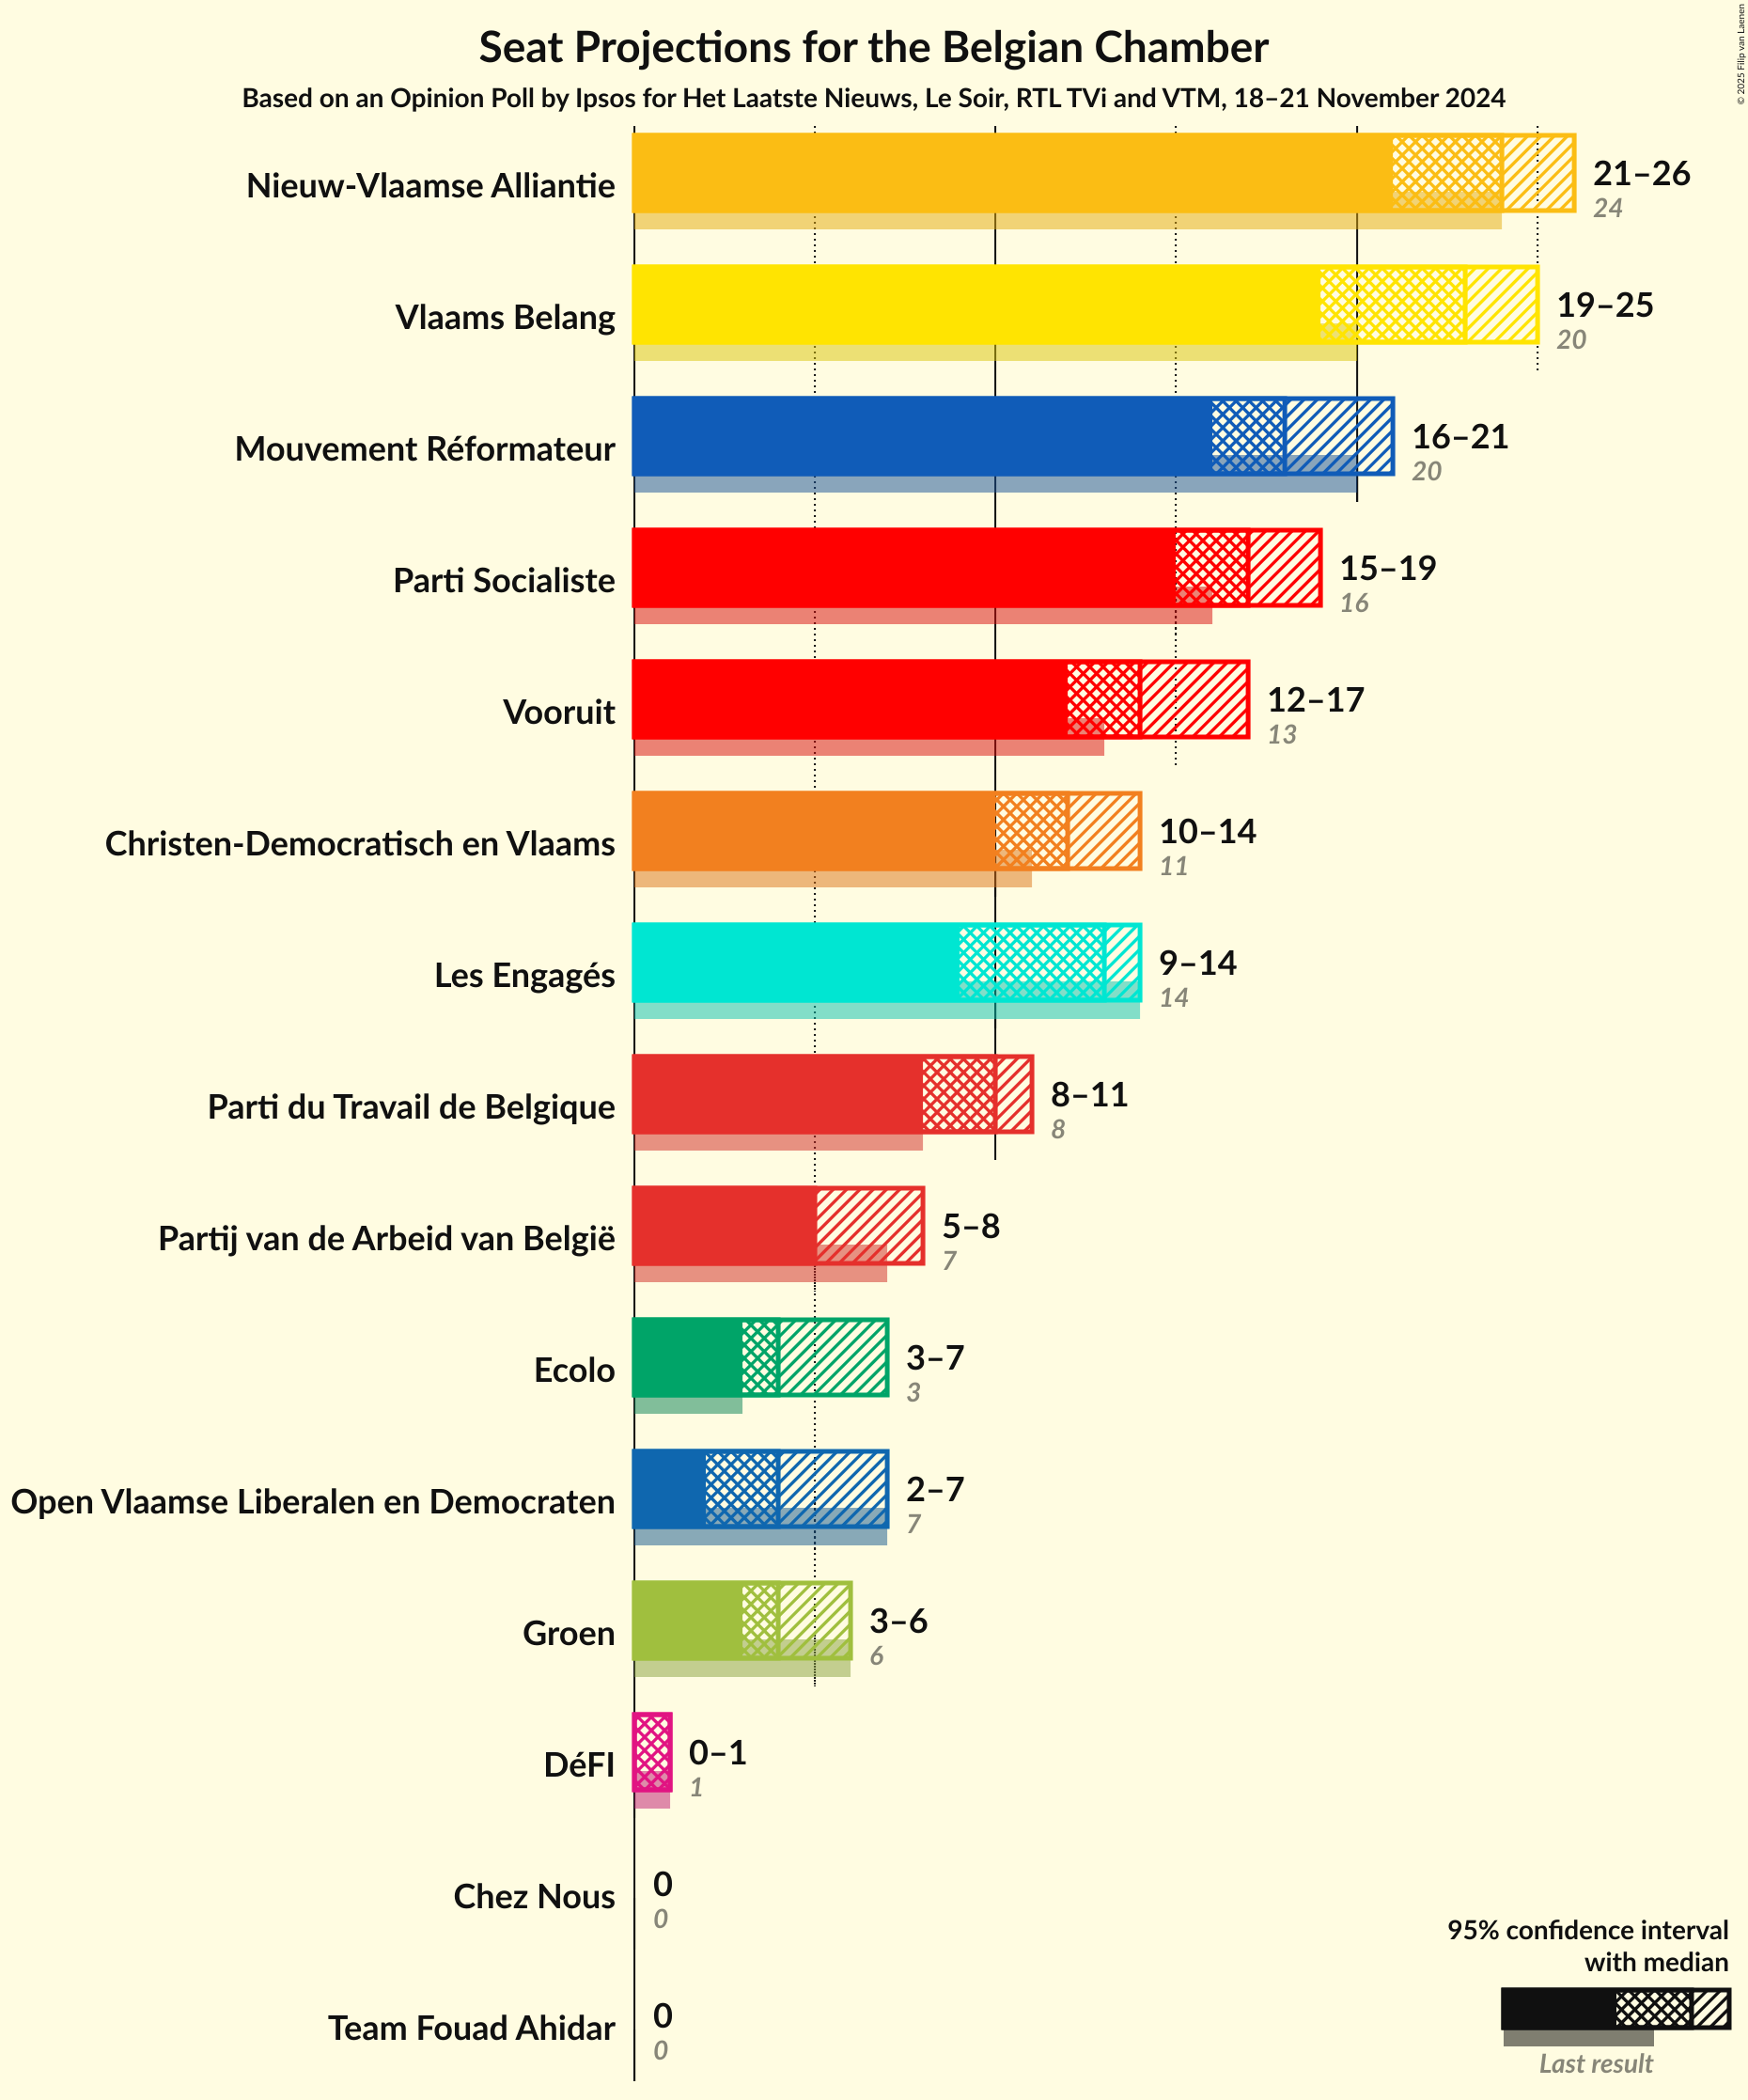 Seat Projections for the Belgian Chamber
Based on an Opinion Poll by Ipsos for Het Laatste Nieuws, Le Soir, RTL TVi and VTM, 18–21 November 2024
© 2025 Filip van Laenen
Nieuw-Vlaamse Alliantie
21–26
24
Vlaams Belang
19–25
20
Mouvement Réformateur
16–21
20
Parti Socialiste
15–19
16
Vooruit
12–17
13
Christen-Democratisch en Vlaams
10–14
11
Les Engagés
9–14
14
Parti du Travail de Belgique
8–11
8
Partij van de Arbeid van België
5–8
7
Ecolo
3–7
3
Open Vlaamse Liberalen en Democraten
2–7
7
Groen
3–6
6
DéFI
0–1
1
Chez Nous
0
0
Team Fouad Ahidar
0
0
95% confidence interval
with median
Last result